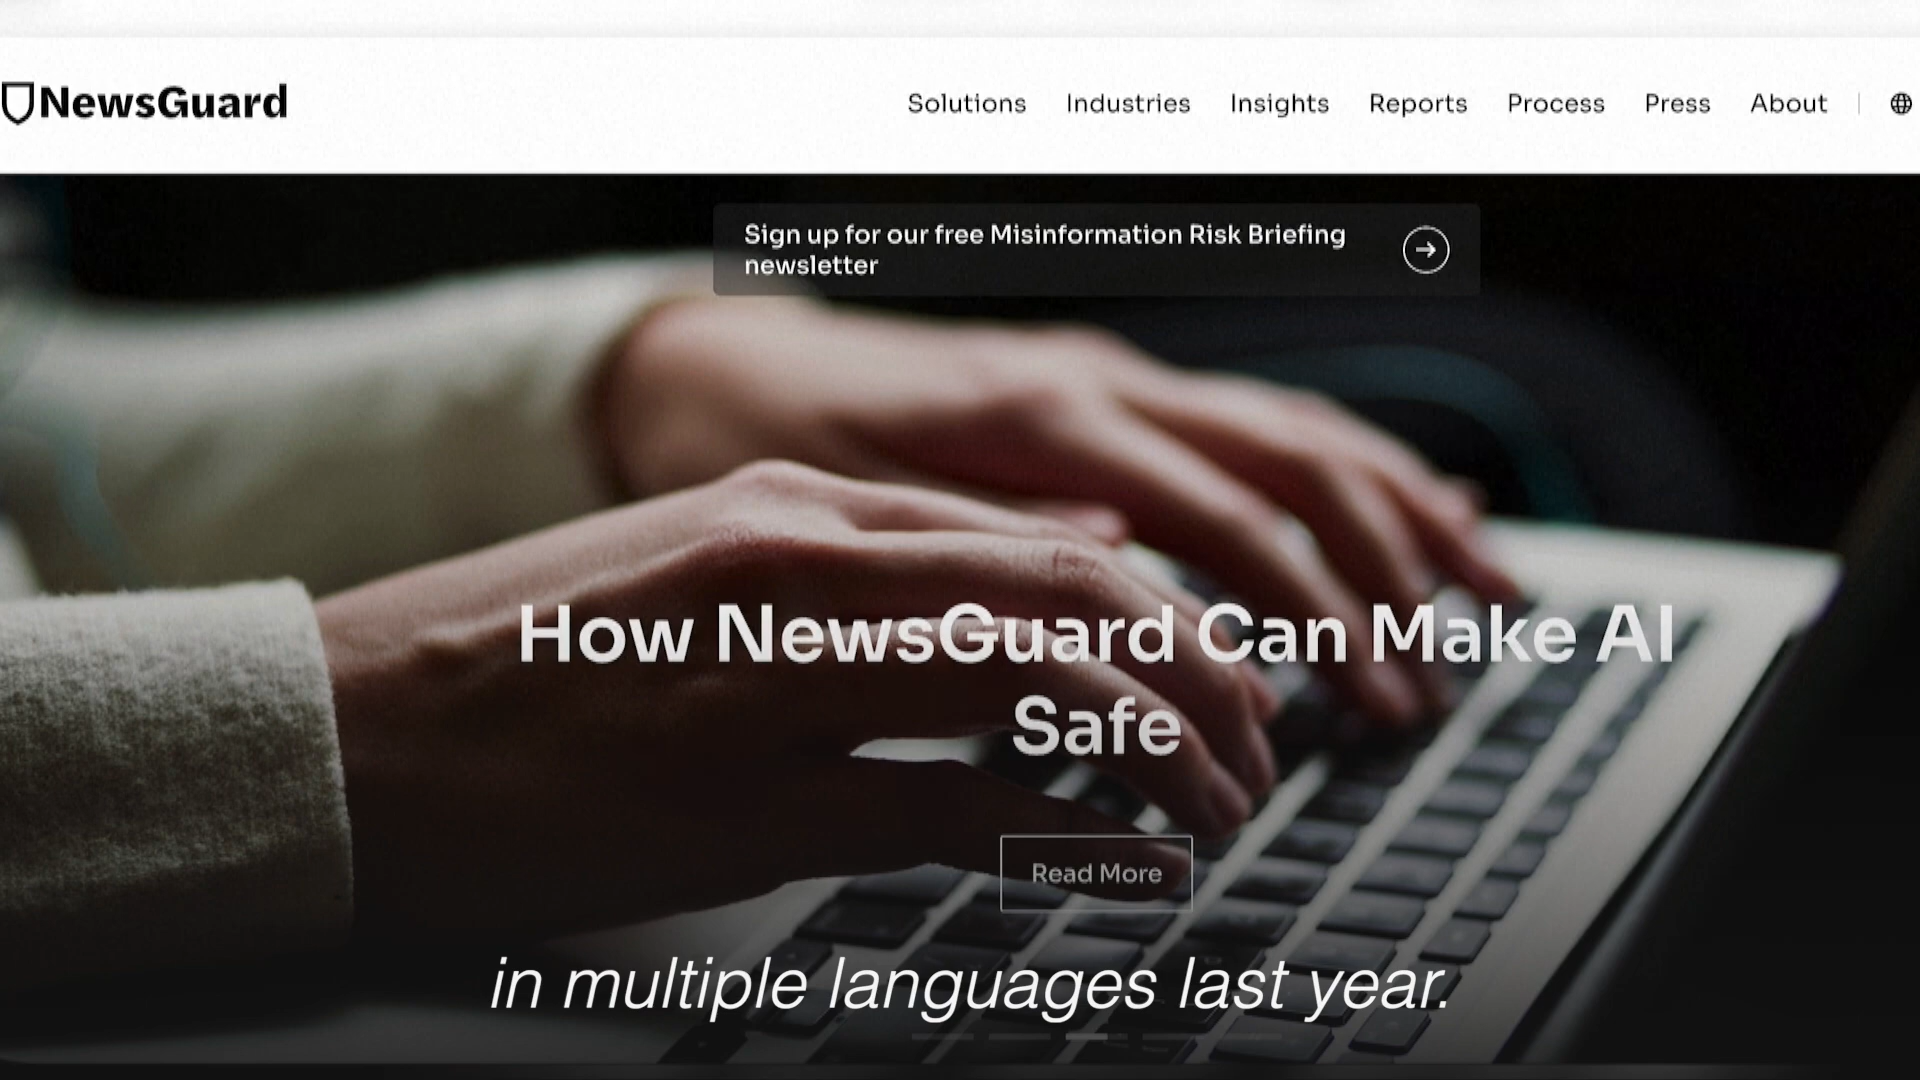 NewsGuard
Solutions Industries Insights Reports Process Press About
Sign up for our free Misinformation Risk Briefing
newsletter
How NewsGuard Can Make AI
Safe
Read More
in multiple languages last year.